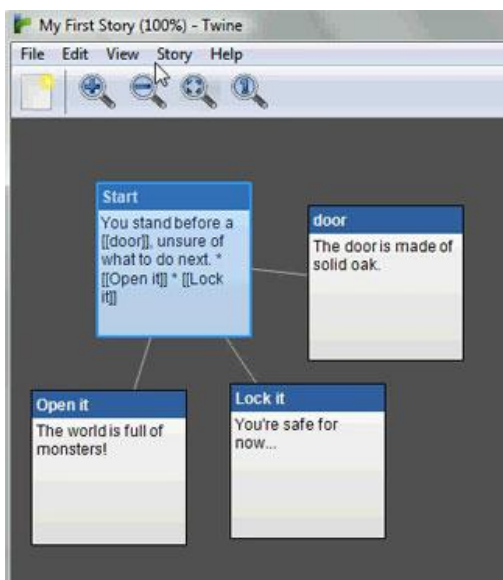 My First Story (100%) - Twine
File Edit View Story Help
Start
You stand before a
[[door]], unsure of
what to do next. *
[[Open it]] * [[Lock
it]]
door
The door is made of
solid oak.
Open it
The world is full of
monsters!
Lock it
You're safe for
now...